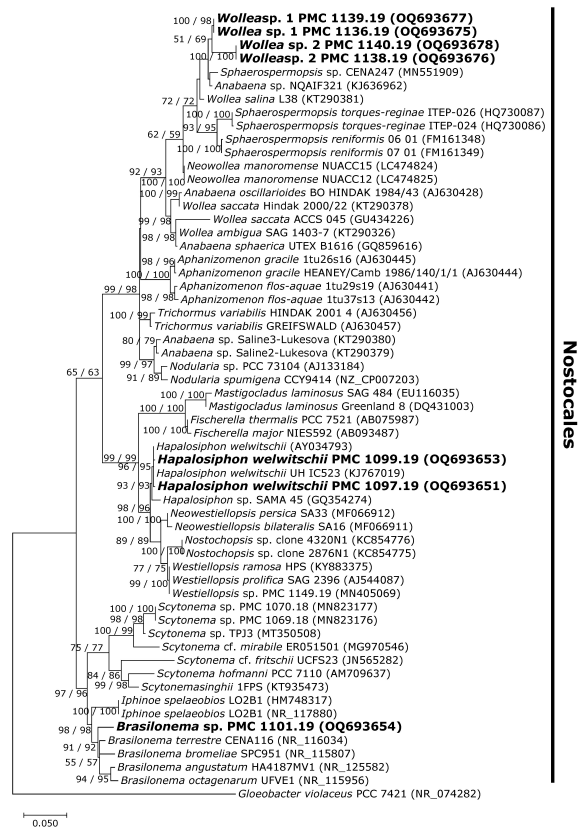 100 / 98
Wolleasp. 1 PMC 1139.19 (OQ693677)
Wollea sp. 1 PMC 1136.19 (OQ693675)
51 / 69
Wollea sp. 2 PMC 1140.19 (OQ693678)
100 / 100
Wolleasp. 2 PMC 1138.19 (OQ693676)
Sphaerospermopsis sp. CENA247 (MN551909)
Anabaena sp. NQAIF321 (KJ636962)
72 / 72
Wollea salina L38 (KT290381)
100 / 100
Sphaerospermopsis torques-reginae ITEP-026 (HQ730087)
93 / 95
Sphaerospermopsis torques-reginae ITEP-024 (HQ730086)
62 / 59
Sphaerospermopsis reniformis 06 01 (FM161348)
100 / 100
Sphaerospermopsis reniformis 07 01 (FM161349)
Neowollea manoromense NUACC15 (LC474824)
92 / 93
100 / 100
Neowollea manoromense NUACC12 (LC474825)
100 / 99
Anabaena oscillarioides BO HINDAK 1984/43 (AJ630428)
Wollea saccata Hindak 2000/22 (KT290378)
99 / 98
Wollea saccata ACCS 045 (GU434226)
Wollea ambigua SAG 1403-7 (KT290326)
98 / 98
Anabaena sphaerica UTEX B1616 (GQ859616)
98 / 96
Aphanizomenon gracile 1tu26s16 (AJ630445)
100 / 100
Aphanizomenon gracile HEANEY/Camb 1986/140/1/1 (AJ630444)
Aphanizomenon flos-aquae 1tu29s19 (AJ630441)
99 / 98
98 / 98
Aphanizomenon flos-aquae 1tu37s13 (AJ630442)
100 / 99
Trichormus variabilis HINDAK 2001 4 (AJ630456)
Trichormus variabilis GREIFSWALD (AJ630457)
80 / 79
Anabaena sp. Saline3-Lukesova (KT290380)
Anabaena sp. Saline2-Lukesova (KT290379)
99 / 97
Nodularia sp. PCC 73104 (AJ133184)
65 / 63
91 / 89
Nodularia spumigena CCY9414 (NZ_CP007203)
100 / 100
Mastigocladus laminosus SAG 484 (EU116035)
100 / 100
Mastigocladus laminosus Greenland 8 (DQ431003)
Fischerella thermalis PCC 7521 (AB075987)
100 / 100
Fischerella major NIES592 (AB093487)
Hapalosiphon welwitschii (AY034793)
99 / 99
Hapalosiphon welwitschii PMC 1099.19 (OQ693653)
96 / 95
Hapalosiphon welwitschii UH IC523 (KJ767019)
93 / 93
Hapalosiphon welwitschii PMC 1097.19 (OQ693651)
Hapalosiphon sp. SAMA 45 (GQ354274)
98 / 96
Neowestiellopsis persica SA33 (MF066912)
100 / 100
Neowestiellopsis bilateralis SA16 (MF066911)
89 / 89
Nostochopsis sp. clone 4320N1 (KC854776)
100 / 100
Nostochopsis sp. clone 2876N1 (KC854775)
77 / 75
Westiellopsis ramosa HPS (KY883375)
99 / 100
Westiellopsis prolifica SAG 2396 (AJ544087)
Westiellopsis sp. PMC 1149.19 (MN405069)
100 / 100
Scytonema sp. PMC 1070.18 (MN823177)
98 / 98
Scytonema sp. PMC 1069.18 (MN823176)
100 / 99
Scytonema sp. TPJ3 (MT350508)
75 / 77
Scytonema cf. mirabile ER051501 (MG970546)
Scytonema cf. fritschii UCFS23 (JN565282)
84 / 86
Scytonema hofmanni PCC 7110 (AM709637)
99 / 98
Scytonemasinghii 1FPS (KT935473)
97 / 96
Iphinoe spelaeobios LO2B1 (HM748317)
100 / 100
Iphinoe spelaeobios LO2B1 (NR_117880)
98 / 98
Brasilonema sp. PMC 1101.19 (OQ693654)
Brasilonema terrestre CENA116 (NR_116034)
91 / 92
Brasilonema bromeliae SPC951 (NR_115807)
55 / 57
Brasilonema angustatum HA4187MV1 (NR_125582)
94 / 95
Brasilonema octagenarum UFVE1 (NR_115956)
Gloeobacter violaceus PCC 7421 (NR_074282)
Nostocales
0.050